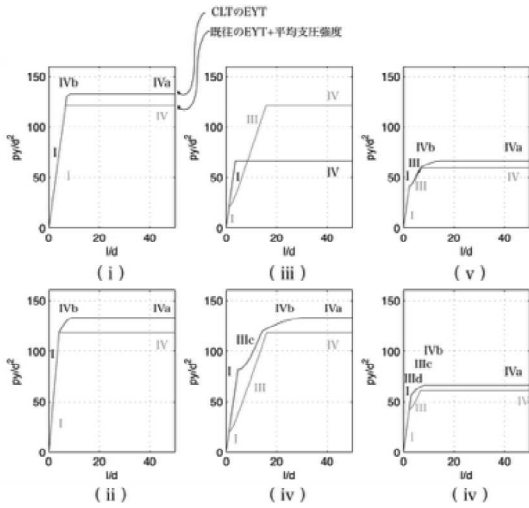 CLTのEYT
既往のEYT+平均支圧強度
IVb IVa
IV
I
I
py/d²
150
100
50
0
0 20 40
l/d
(i)
III
IV
I
IV
I
py/d²
150
100
50
0
0 20 40
l/d
(iii)
IVb IVa
III
I
IV
III
I
py/d²
150
100
50
0
0 20 40
l/d
(v)
IVb IVa
IV
I
I
py/d²
150
100
50
0
0 20 40
l/d
(ii)
IVb IVa
IV
IIIc
I
III
I
py/d²
150
100
50
0
0 20 40
l/d
(iv)
IVb
IIIc
IIId IVa
I
III IV
I
py/d²
150
100
50
0
0 20 40
l/d
(iv)